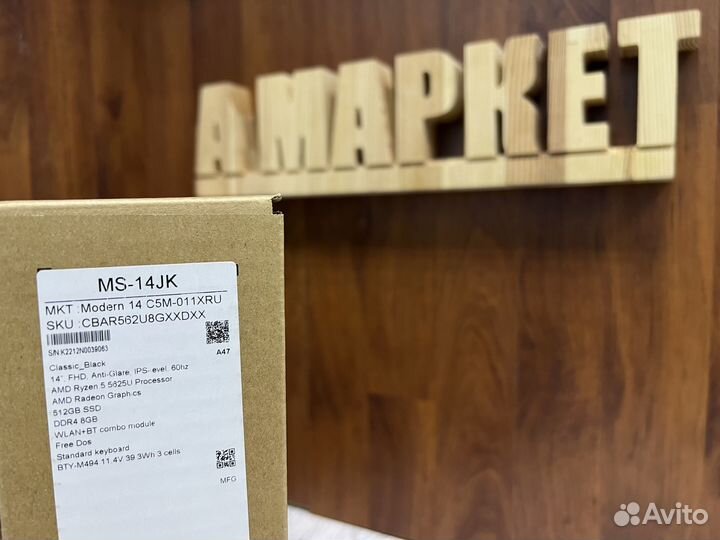 А МАРКЕТ
MS-14JK
MKT :Modern 14 C5M-011XRU
SKU :CBAR562U8GXXDXX
S/N:K2212N0039063
A47
Classic_Black
14", FHD, Anti-Glare, IPS-level, 60hz
AMD Ryzen 5 5625U Processor
AMD Radeon Graphics
512GB SSD
DDR4 8GB
WLAN+BT combo module
Free Dos
Standard keyboard
BTY-M494 11.4V 39.3Wh 3 cells
MFG
Avito